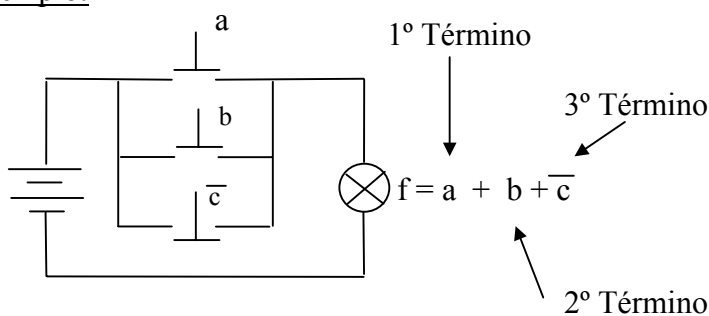 a
1º Término
b
3º Término
c̅
f = a + b + c̅
2º Término